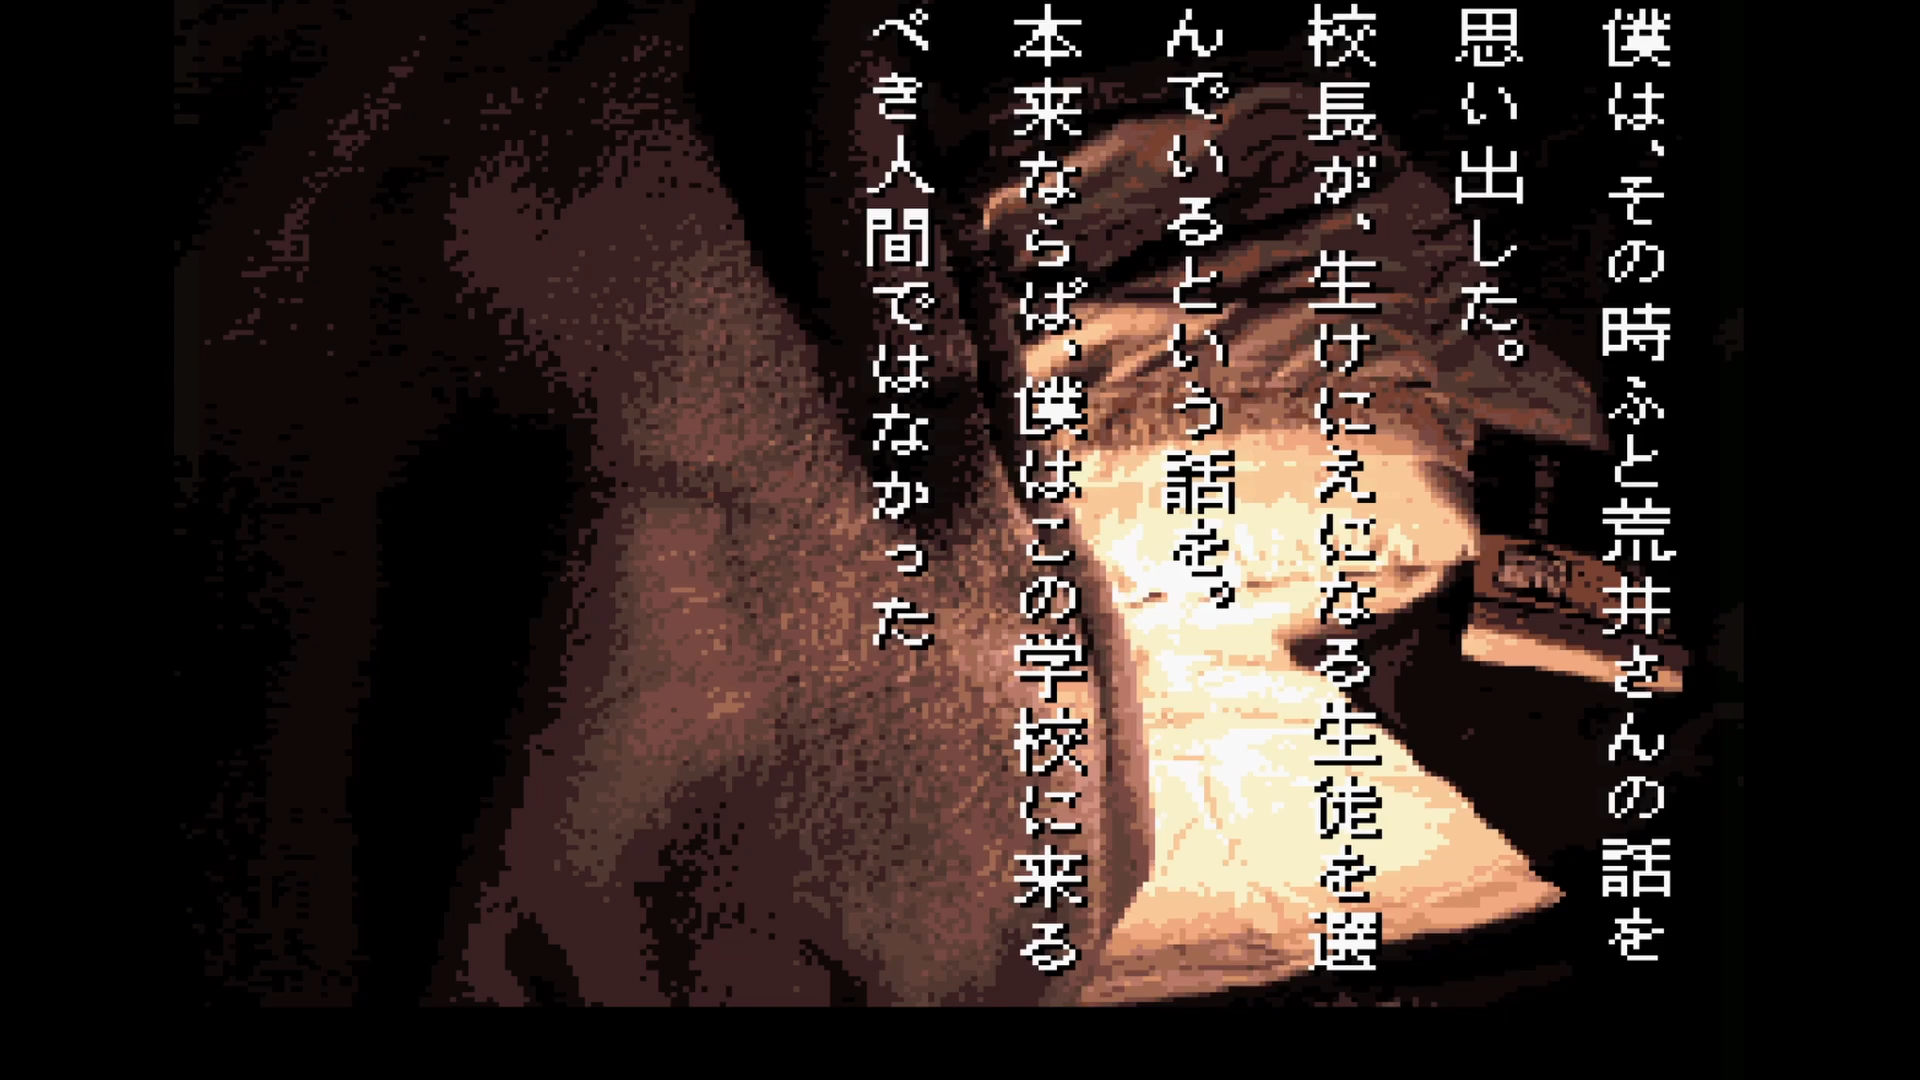 僕は、その時ふと荒井さんの話を
思い出した。
校長が、生けにえになる生徒を選
んでいるという話を。
本来ならば、僕はこの学校に来る
べき人間ではなかった